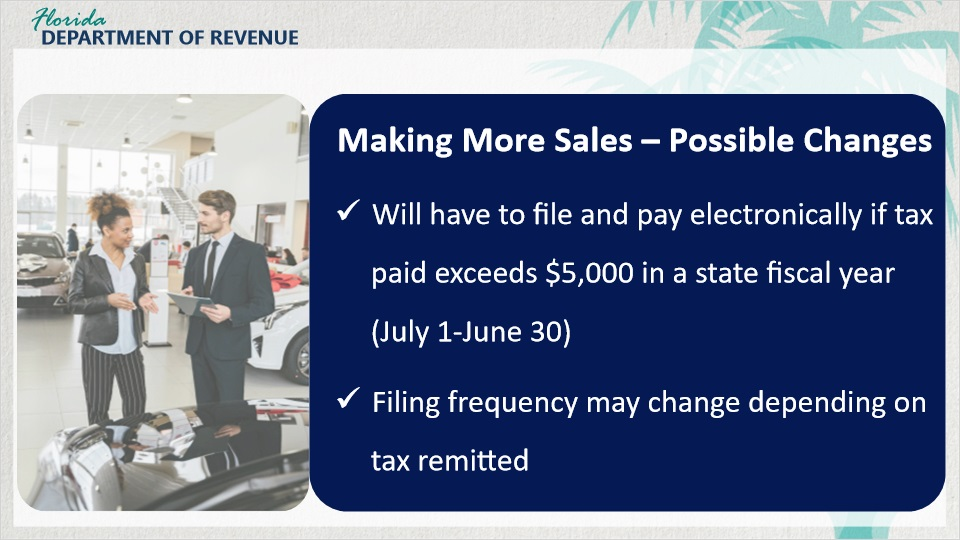 Florida
DEPARTMENT OF REVENUE
Making More Sales – Possible Changes
✓ Will have to file and pay electronically if tax
paid exceeds $5,000 in a state fiscal year
(July 1-June 30)
✓ Filing frequency may change depending on
tax remitted